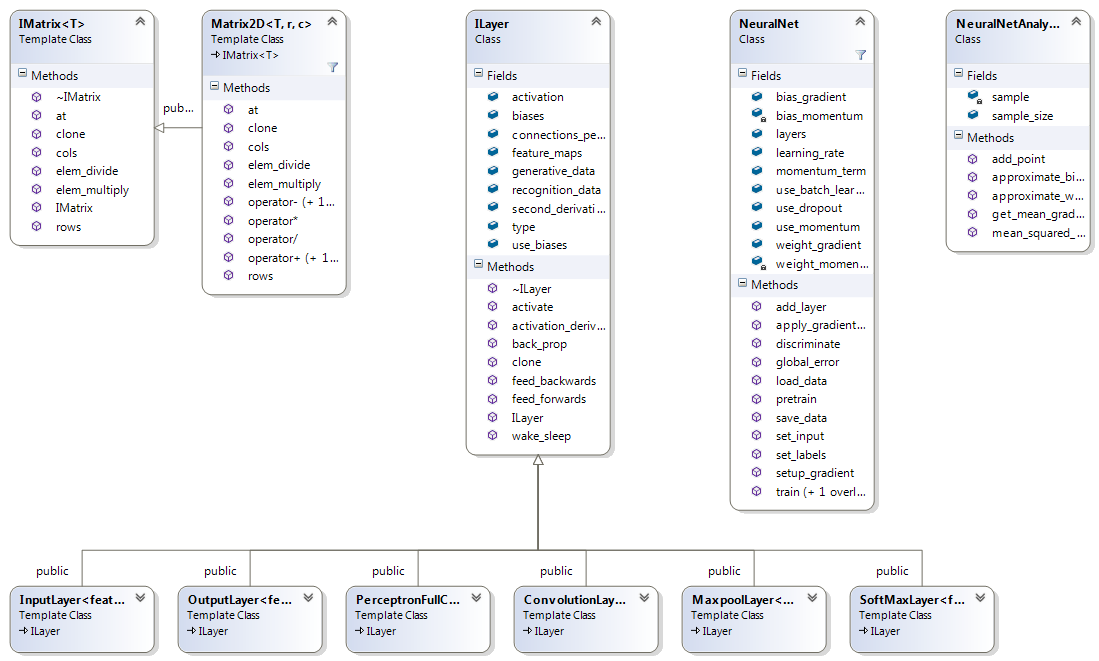 IMatrix<T>
Template Class
Methods
~IMatrix
at
clone
cols
elem_divide
elem_multiply
IMatrix
rows
pub...
Matrix2D<T, r, c>
Template Class
IMatrix<T>
Methods
at
clone
cols
elem_divide
elem_multiply
operator- (+ 1...
operator*
operator/
operator+ (+ 1...
rows
ILayer
Class
Fields
activation
biases
connections_pe...
feature_maps
generative_data
recognition_data
second_derivati...
type
use_biases
Methods
~ILayer
activate
activation_deriv...
back_prop
clone
feed_backwards
feed_forwards
ILayer
wake_sleep
NeuralNet
Class
Fields
bias_gradient
bias_momentum
layers
learning_rate
momentum_term
use_batch_lear...
use_dropout
use_momentum
weight_gradient
weight_momen...
Methods
add_layer
apply_gradient...
discriminate
global_error
load_data
pretrain
save_data
set_input
set_labels
setup_gradient
train (+ 1 overl...
NeuralNetAnaly...
Class
Fields
sample
sample_size
Methods
add_point
approximate_bi...
approximate_w...
get_mean_grad...
mean_squared_...
public
InputLayer<feat...
Template Class
ILayer
public
OutputLayer<fe...
Template Class
ILayer
public
PerceptronFullC...
Template Class
ILayer
public
ConvolutionLay...
Template Class
ILayer
public
MaxpoolLayer<...
Template Class
ILayer
public
SoftMaxLayer<f...
Template Class
ILayer